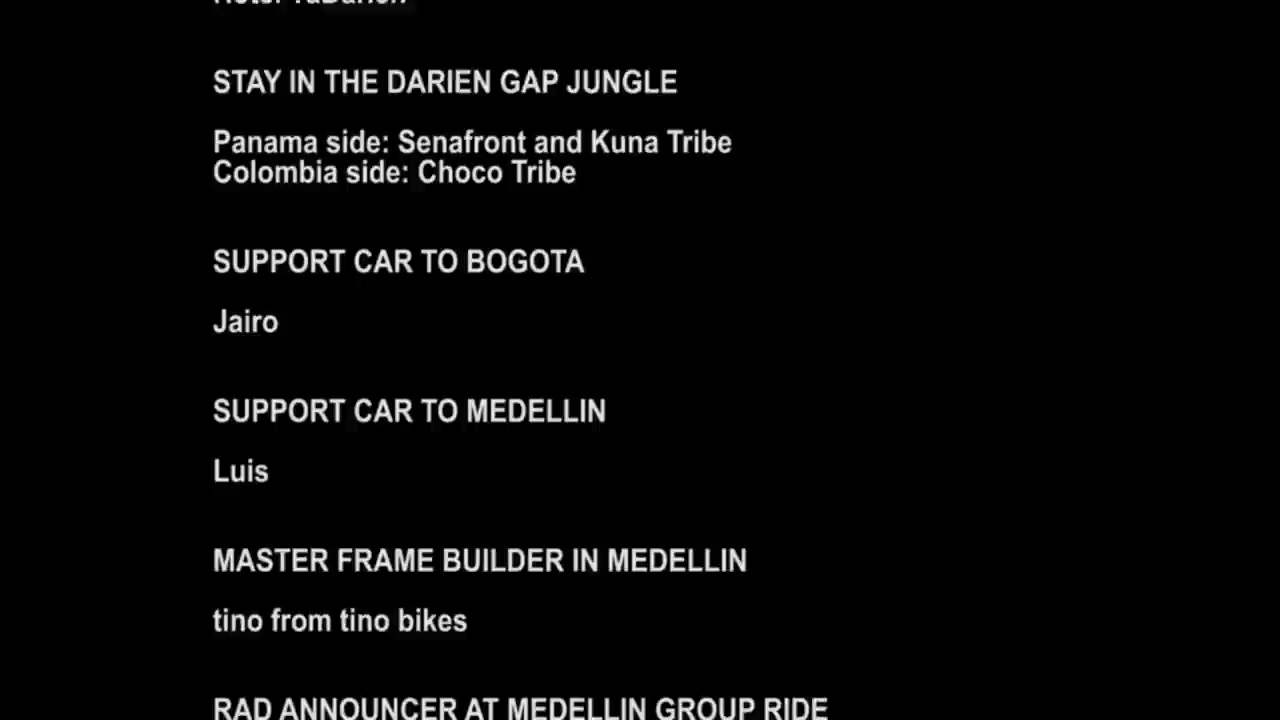 STAY IN THE DARIEN GAP JUNGLE
Panama side: Senafront and Kuna Tribe
Colombia side: Choco Tribe
SUPPORT CAR TO BOGOTA
Jairo
SUPPORT CAR TO MEDELLIN
Luis
MASTER FRAME BUILDER IN MEDELLIN
tino from tino bikes
RAD ANNOUNCER AT MEDELLIN GROUP RIDE